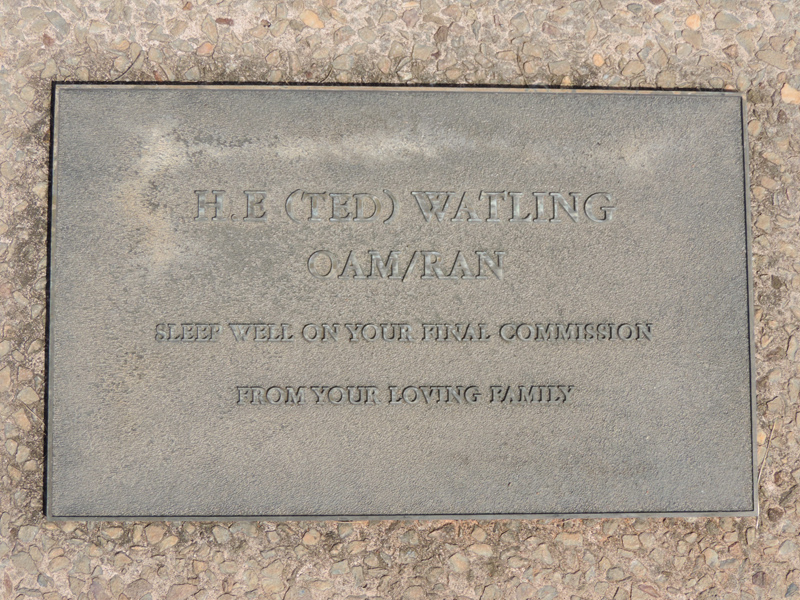 H.E (TED) WATLING
OAM/RAN
SLEEP WELL ON YOUR FINAL COMMISSION
FROM YOUR LOVING FAMILY